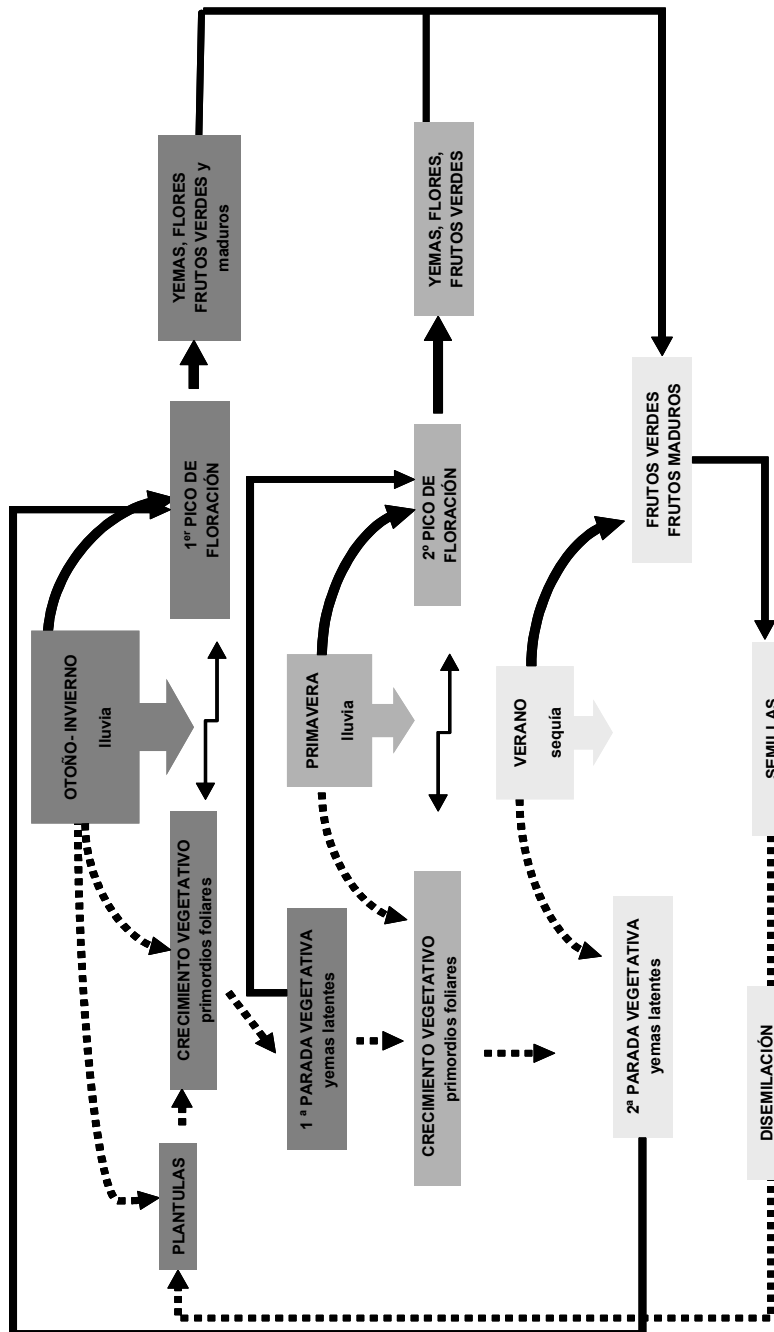 OTOÑO- INVIERNO
lluvia
PLANTULAS
CRECIMIENTO VEGETATIVO
primordios foliares
1er PICO DE
FLORACIÓN
YEMAS, FLORES
FRUTOS VERDES y
maduros
1 ª PARADA VEGETATIVA
yemas latentes
PRIMAVERA
lluvia
CRECIMIENTO VEGETATIVO
primordios foliares
2º PICO DE
FLORACIÓN
YEMAS, FLORES,
FRUTOS VERDES
VERANO
sequía
2ª PARADA VEGETATIVA
yemas latentes
FRUTOS VERDES
FRUTOS MADUROS
DISEMILACIÓN
SEMILLAS